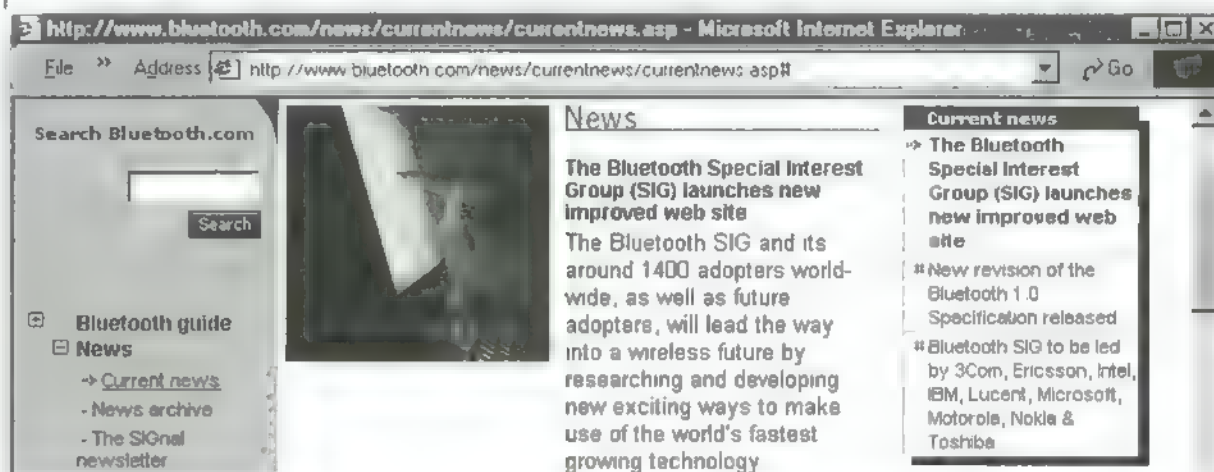 http://www.bluetooth.com/news/currentnews/currentnews.asp - Microsoft Internet Explorer
File » Address http://www.bluetooth.com/news/currentnews/currentnews.asp# Go
Search Bluetooth.com
Search
Bluetooth guide
News
Current news
- News archive
- The SIGnal
newsletter
News
The Bluetooth Special Interest
Group (SIG) launches new
improved web site
The Bluetooth SIG and its
around 1400 adopters world-
wide, as well as future
adopters, will lead the way
into a wireless future by
researching and developing
new exciting ways to make
use of the world's fastest
growing technology
Current news
The Bluetooth
Special Interest
Group (SIG) launches
new improved web
site
New revision of the
Bluetooth 1.0
Specification released
Bluetooth SIG to be led
by 3Com, Ericsson, Intel,
IBM, Lucent, Microsoft,
Motorola, Nokia &
Toshiba